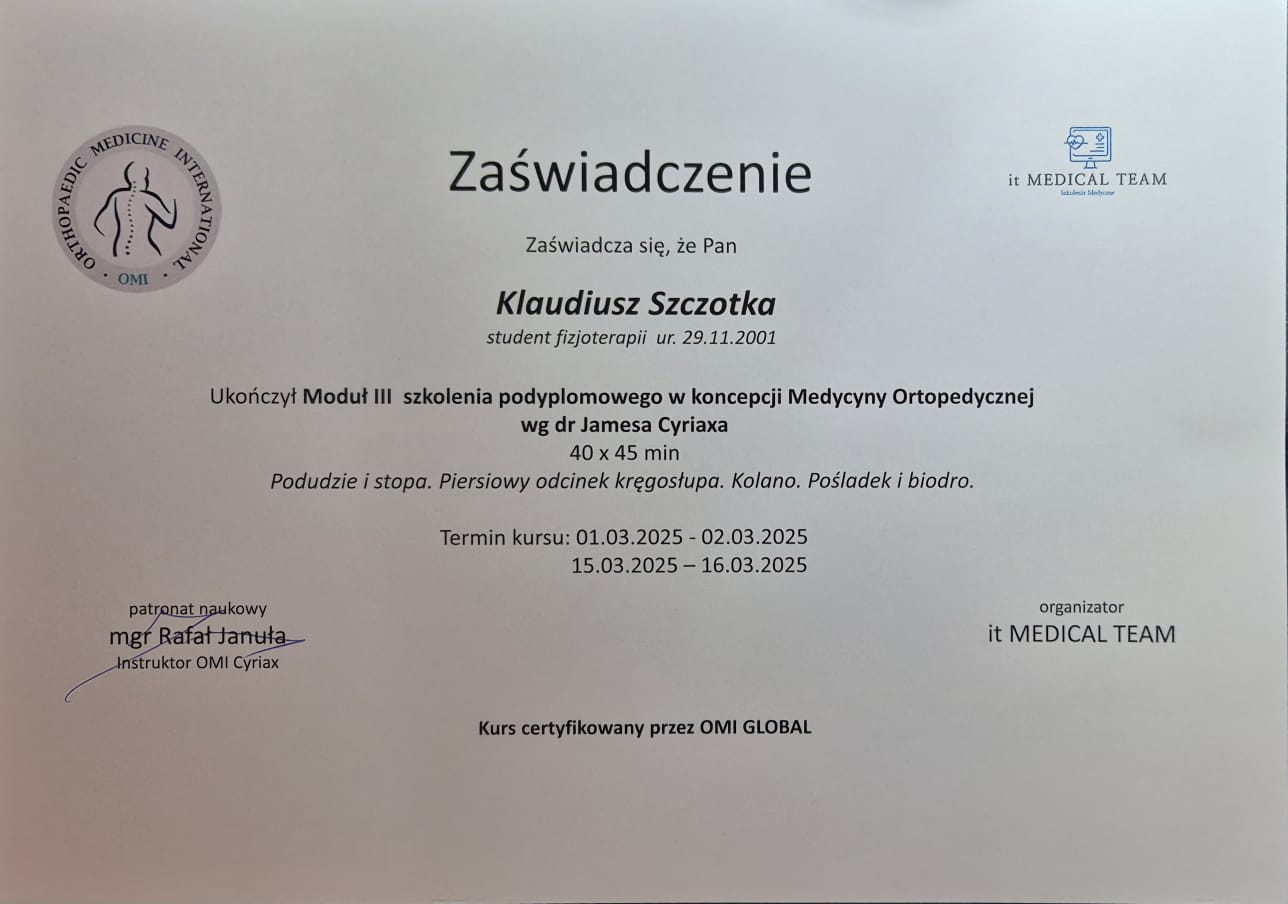 ORTHOPAEDIC MEDICINE INTERNATIONAL
· OMI ·
it MEDICAL TEAM
Szkolenia Medyczne
Zaświadczenie
Zaświadcza się, że Pan
Klaudiusz Szczotka
student fizjoterapii ur. 29.11.2001
Ukończył Moduł III szkolenia podyplomowego w koncepcji Medycyny Ortopedycznej
wg dr Jamesa Cyriaxa
40 x 45 min
Podudzie i stopa. Piersiowy odcinek kręgosłupa. Kolano. Pośladek i biodro.
Termin kursu: 01.03.2025 - 02.03.2025
15.03.2025 – 16.03.2025
patronat naukowy
mgr Rafał Januła
Instruktor OMI Cyriax
organizator
it MEDICAL TEAM
Kurs certyfikowany przez OMI GLOBAL